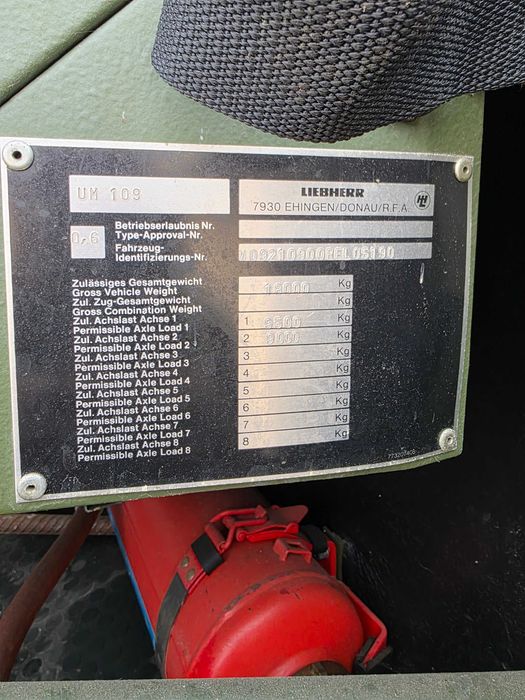 UM 109
LIEBHERR
7930 EHINGEN/DONAU/R.F.A.
0,6
Betriebserlaubnis Nr.
Type-Approval-Nr.
Fahrzeug-
Identifizierungs-Nr.
Zulässiges Gesamtgewicht
Gross Vehicle Weight
Kg
Zul. Zug-Gesamtgewicht
Gross Combination Weight
Kg
Zul. Achslast Achse 1
Permissible Axle Load 1
1 Kg
Zul. Achslast Achse 2
Permissible Axle Load 2
2 Kg
Zul. Achslast Achse 3
Permissible Axle Load 3
3 Kg
Zul. Achslast Achse 4
Permissible Axle Load 4
4 Kg
Zul. Achslast Achse 5
Permissible Axle Load 5
5 Kg
Zul. Achslast Achse 6
Permissible Axle Load 6
6 Kg
Zul. Achslast Achse 7
Permissible Axle Load 7
7 Kg
Zul. Achslast Achse 8
Permissible Axle Load 8
8 Kg